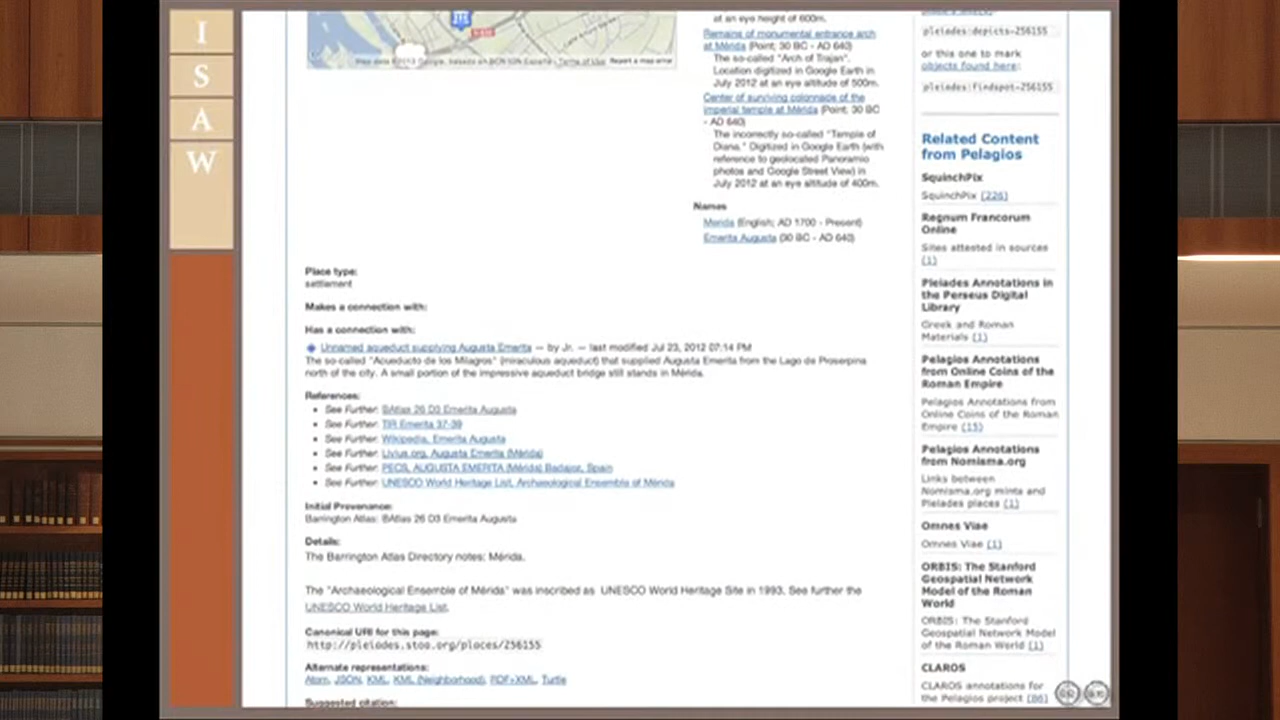 I
S
A
W
Report a map error
at an eye height of 600m.
Remains of monumental entrance arch
at Mérida (Point; 30 BC - AD 640)
The so-called "Arch of Trajan".
Location digitized in Google Earth in
July 2012 at an eye altitude of 500m.
Center of surviving colonnade of the
imperial temple at Mérida (Point; 30 BC
- AD 640)
The incorrectly so-called "Temple of
Diana." Digitized in Google Earth (with
reference to geolocated Panoramio
photos and Google Street View) in
July 2012 at an eye altitude of 400m.
Names
Merida (English; AD 1700 - Present)
Emerita Augusta (30 BC - AD 640)
Place type:
settlement
Makes a connection with:
Has a connection with:
Unnamed aqueduct supplying Augusta Emerita — by Jr. — last modified Jul 23, 2012 07:14 PM
The so-called "Acueducto de los Milagros" (miraculous aqueduct) that supplied Augusta Emerita from the Lago de Proserpina
north of the city. A small portion of the impressive aqueduct bridge still stands in Mérida.
References:
See Further: BAtlas 26 D3 Emerita Augusta
See Further: TIR Emerita 37-39
See Further: Wikipedia, Emerita Augusta
See Further: Livius.org, Augusta Emerita (Mérida)
See Further: PECS, AUGUSTA EMERITA (Mérida) Badajoz, Spain
See Further: UNESCO World Heritage List, Archaeological Ensemble of Mérida
Initial Provenance:
Barrington Atlas: BAtlas 26 D3 Emerita Augusta
Details:
The Barrington Atlas Directory notes: Mérida.
The "Archaeological Ensemble of Mérida" was inscribed as UNESCO World Heritage Site in 1993. See further the
UNESCO World Heritage List.
Canonical URI for this page:
http://pleiades.stoa.org/places/256155
Alternate representations:
Atom, JSON, KML, KML (Neighborhood), RDF+XML, Turtle
Suggested citation:
pleiades:depicts=256155
or this one to mark
objects found here:
pleiades:findspot=256155
Related Content
from Pelagios
SquinchPix
SquinchPix (226)
Regnum Francorum
Online
Sites attested in sources
(1)
Pleiades Annotations in
the Perseus Digital
Library
Greek and Roman
Materials (1)
Pelagios Annotations
from Online Coins of the
Roman Empire
Pelagios Annotations from
Online Coins of the Roman
Empire (15)
Pelagios Annotations
from Nomisma.org
Links between
Nomisma.org mints and
Pleiades places (1)
Omnes Viae
Omnes Viae (1)
ORBIS: The Stanford
Geospatial Network
Model of the Roman
World
ORBIS: The Stanford
Geospatial Network Model
of the Roman World (1)
CLAROS
CLAROS annotations for
the Pelagios project (86)